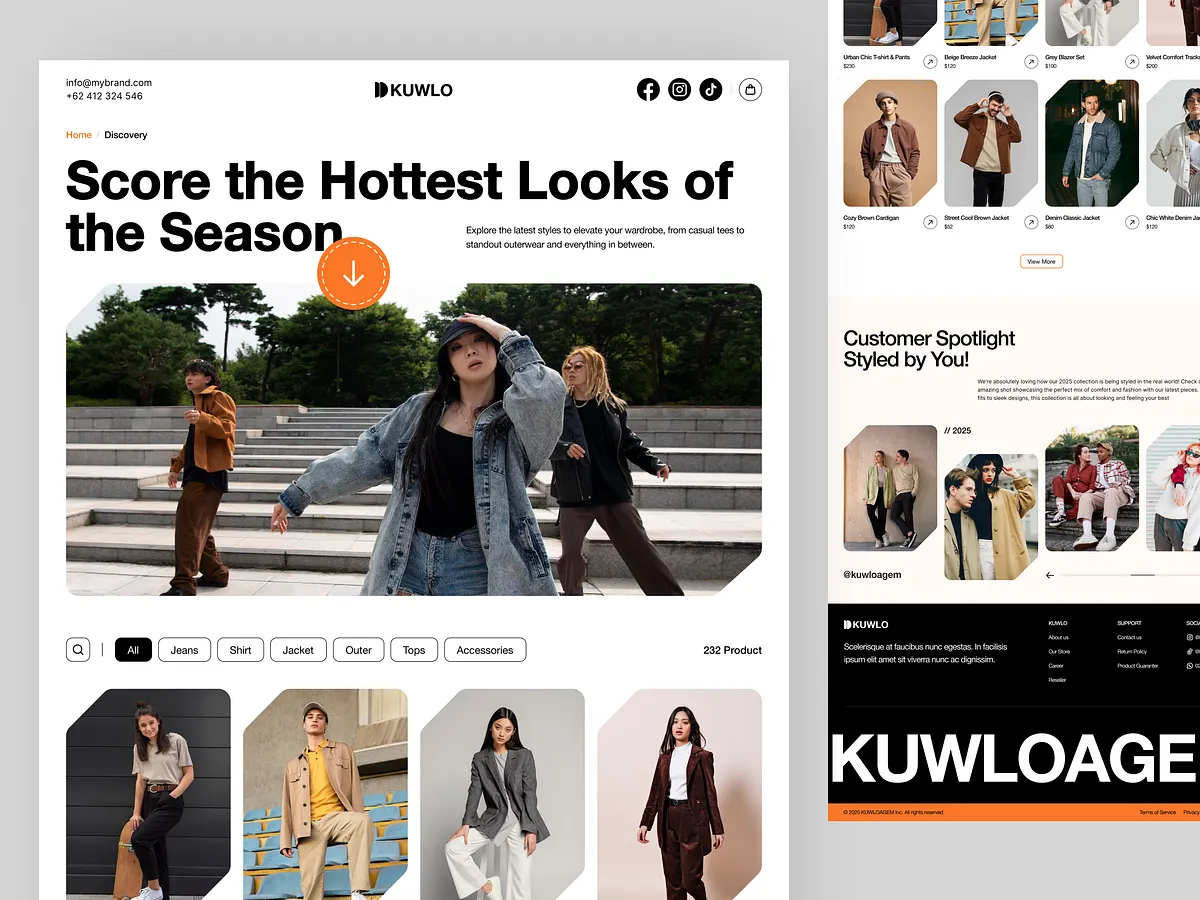 info@mybrand.com
+62 412 324 546
KUWLO
Home / Discovery
Score the Hottest Looks of
the Season
Explore the latest styles to elevate your wardrobe, from casual tees to
standout outerwear and everything in between.
All
Jeans
Shirt
Jacket
Outer
Tops
Accessories
232 Product
Urban Chic T-shirt & Pants
$230
Beige Breeze Jacket
$120
Grey Blazer Set
$100
Velvet Comfort Tracks
$200
Cozy Brown Cardigan
$120
Street Cool Brown Jacket
$52
Denim Classic Jacket
$80
Chic White Denim Ja
$120
View More
Customer Spotlight
Styled by You!
We're absolutely loving how our 2025 collection is being styled in the real world! Check
amazing shot showcasing the perfect mix of comfort and fashion with our latest pieces.
fits to sleek designs, this collection is all about looking and feeling your best
// 2025
@kuwloagem
KUWLO
Scelerisque at faucibus nunc egestas. In facilisis
ipsum elit amet sit viverra nunc ac dignissim.
KUWLO
About us
Our Store
Career
Reseller
SUPPORT
Contact us
Return Policy
Product Guaranter
SOCIA
KUWLOAGE
© 2025 KUWLOAGEM Inc. All rights reserved
Terms of Service
Privacy